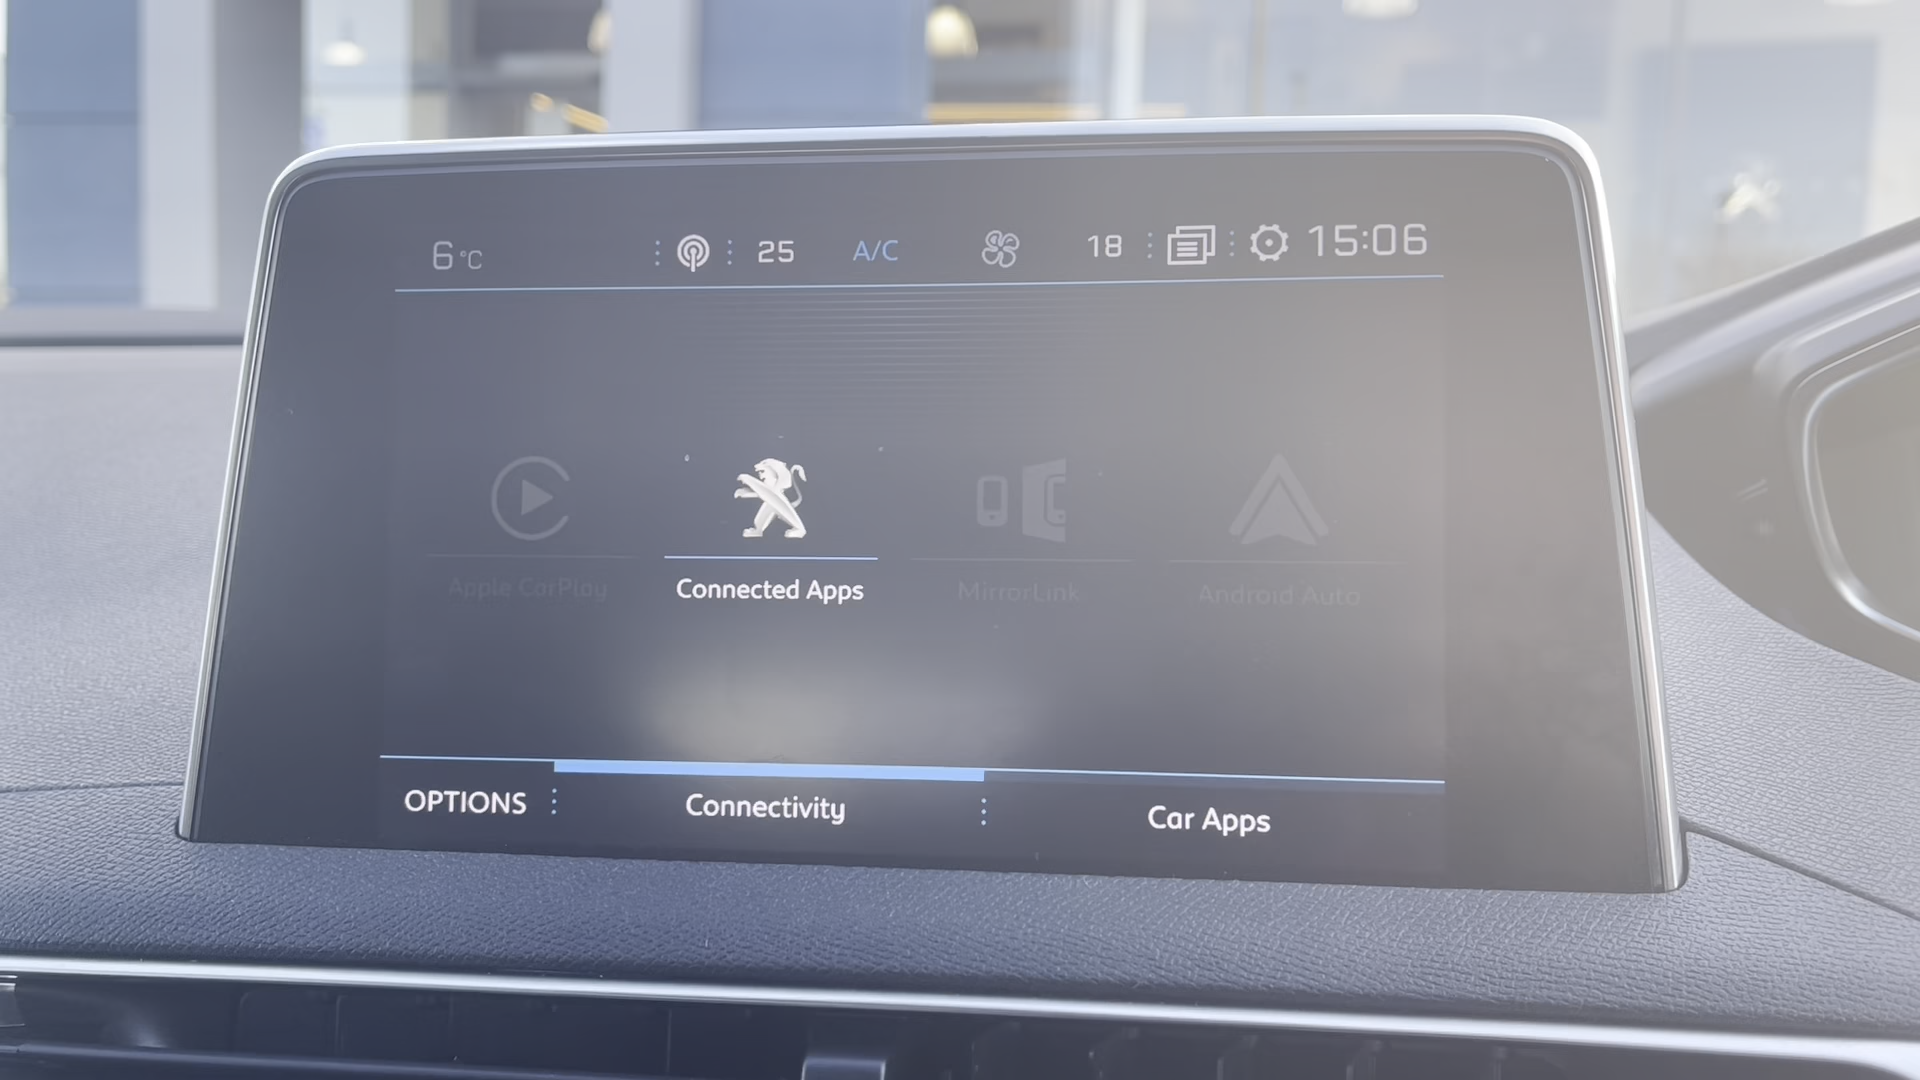 6°C 25 A/C 18 15:06
Apple CarPlay Connected Apps MirrorLink Android Auto
OPTIONS Connectivity Car Apps